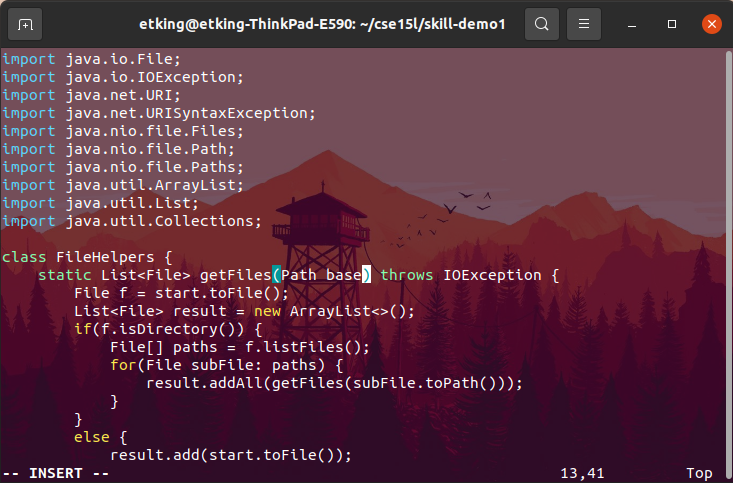 etking@etking-ThinkPad-E590: ~/cse15l/skill-demo1
import java.io.File;
import java.io.IOException;
import java.net.URI;
import java.net.URISyntaxException;
import java.nio.file.Files;
import java.nio.file.Path;
import java.nio.file.Paths;
import java.util.ArrayList;
import java.util.List;
import java.util.Collections;

class FileHelpers {
    static List<File> getFiles(Path base) throws IOException {
        File f = start.toFile();
        List<File> result = new ArrayList<>();
        if(f.isDirectory()) {
            File[] paths = f.listFiles();
            for(File subFile: paths) {
                result.addAll(getFiles(subFile.toPath()));
            }
        }
        else {
            result.add(start.toFile());
-- INSERT -- 13,41 Top